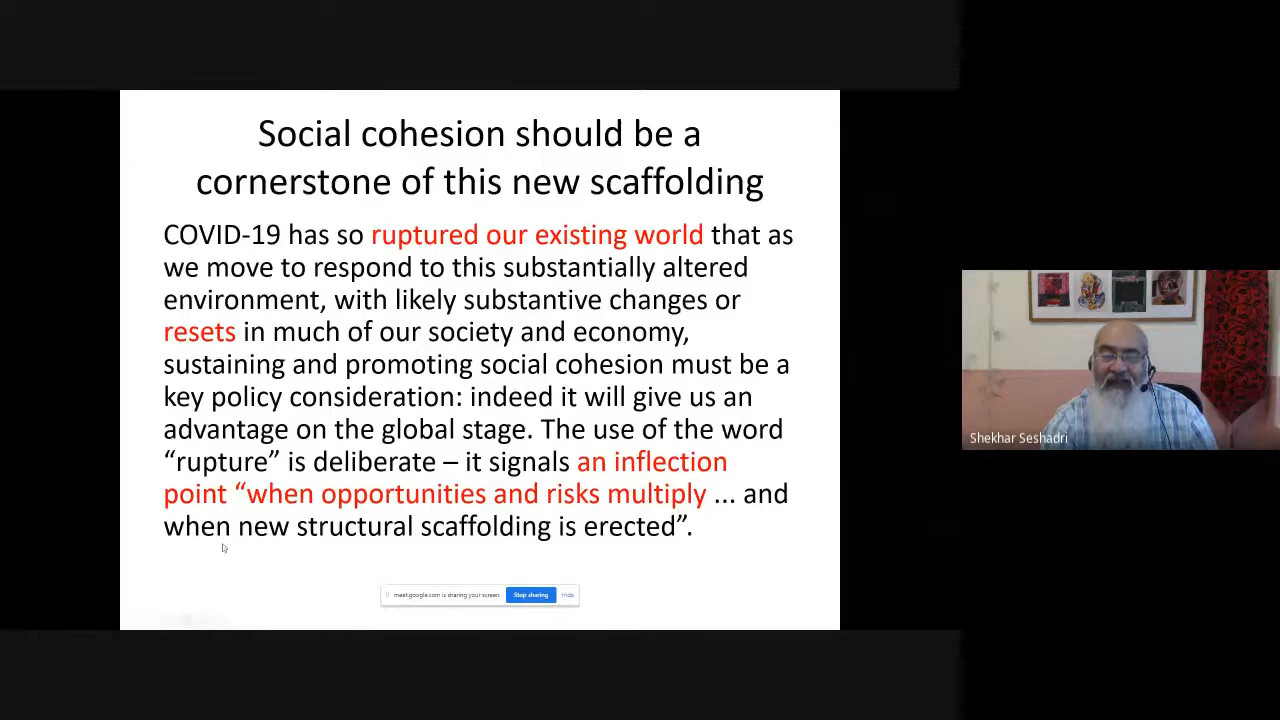 Social cohesion should be a
cornerstone of this new scaffolding
COVID-19 has so ruptured our existing world that as
we move to respond to this substantially altered
environment, with likely substantive changes or
resets in much of our society and economy,
sustaining and promoting social cohesion must be a
key policy consideration: indeed it will give us an
advantage on the global stage. The use of the word
“rupture” is deliberate – it signals an inflection
point “when opportunities and risks multiply ... and
when new structural scaffolding is erected”.
meet.google.com is sharing your screen. Stop sharing Hide
Shekhar Seshadri